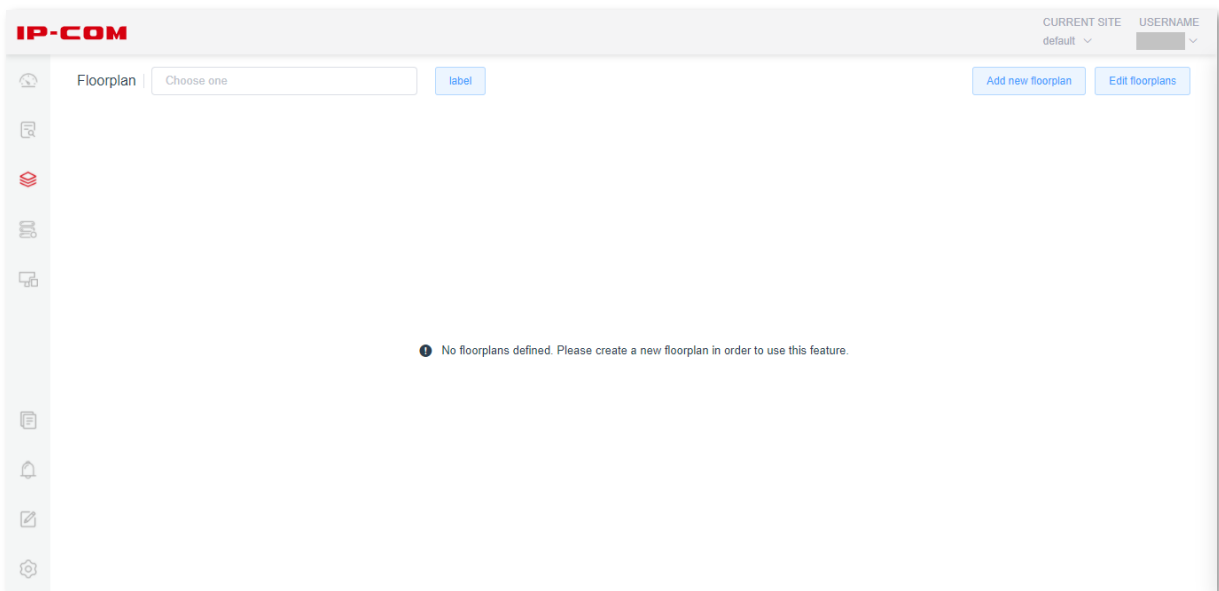 IP-COM
CURRENT SITE USERNAME
default
Floorplan Choose one label Add new floorplan Edit floorplans
No floorplans defined. Please create a new floorplan in order to use this feature.